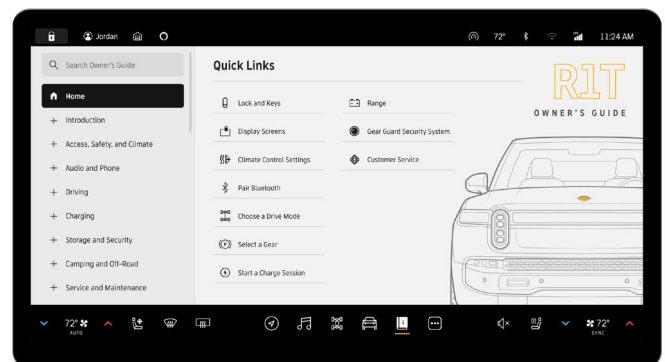 Jordan
72°
11:24 AM
Search Owner's Guide
Home
Introduction
Access, Safety, and Climate
Audio and Phone
Driving
Charging
Storage and Security
Camping and Off-Road
Service and Maintenance
Quick Links
Lock and Keys
Display Screens
Climate Control Settings
Pair Bluetooth
Choose a Drive Mode
Select a Gear
Start a Charge Session
Range
Gear Guard Security System
Customer Service
R1T
OWNER'S GUIDE
72°
AUTO
72°
SYNC